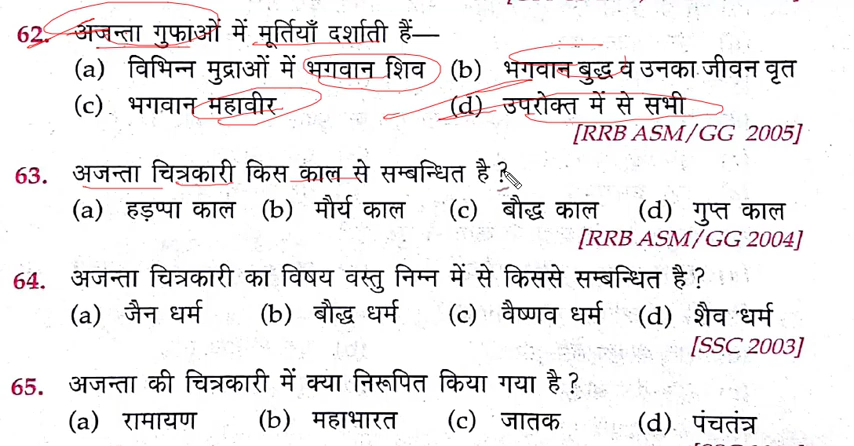 62. अजन्ता गुफाओं में मूर्तियाँ दर्शाती हैं—
(a) विभिन्न मुद्राओं में भगवान शिव (b) भगवान बुद्ध व उनका जीवन वृत
(c) भगवान महावीर (d) उपरोक्त में से सभी
[RRB ASM/GG 2005]
63. अजन्ता चित्रकारी किस काल से सम्बन्धित है?
(a) हड़प्पा काल (b) मौर्य काल (c) बौद्ध काल (d) गुप्त काल
[RRB ASM/GG 2004]
64. अजन्ता चित्रकारी का विषय वस्तु निम्न में से किससे सम्बन्धित है?
(a) जैन धर्म (b) बौद्ध धर्म (c) वैष्णव धर्म (d) शैव धर्म
[SSC 2003]
65. अजन्ता की चित्रकारी में क्या निरूपित किया गया है?
(a) रामायण (b) महाभारत (c) जातक (d) पंचतंत्र